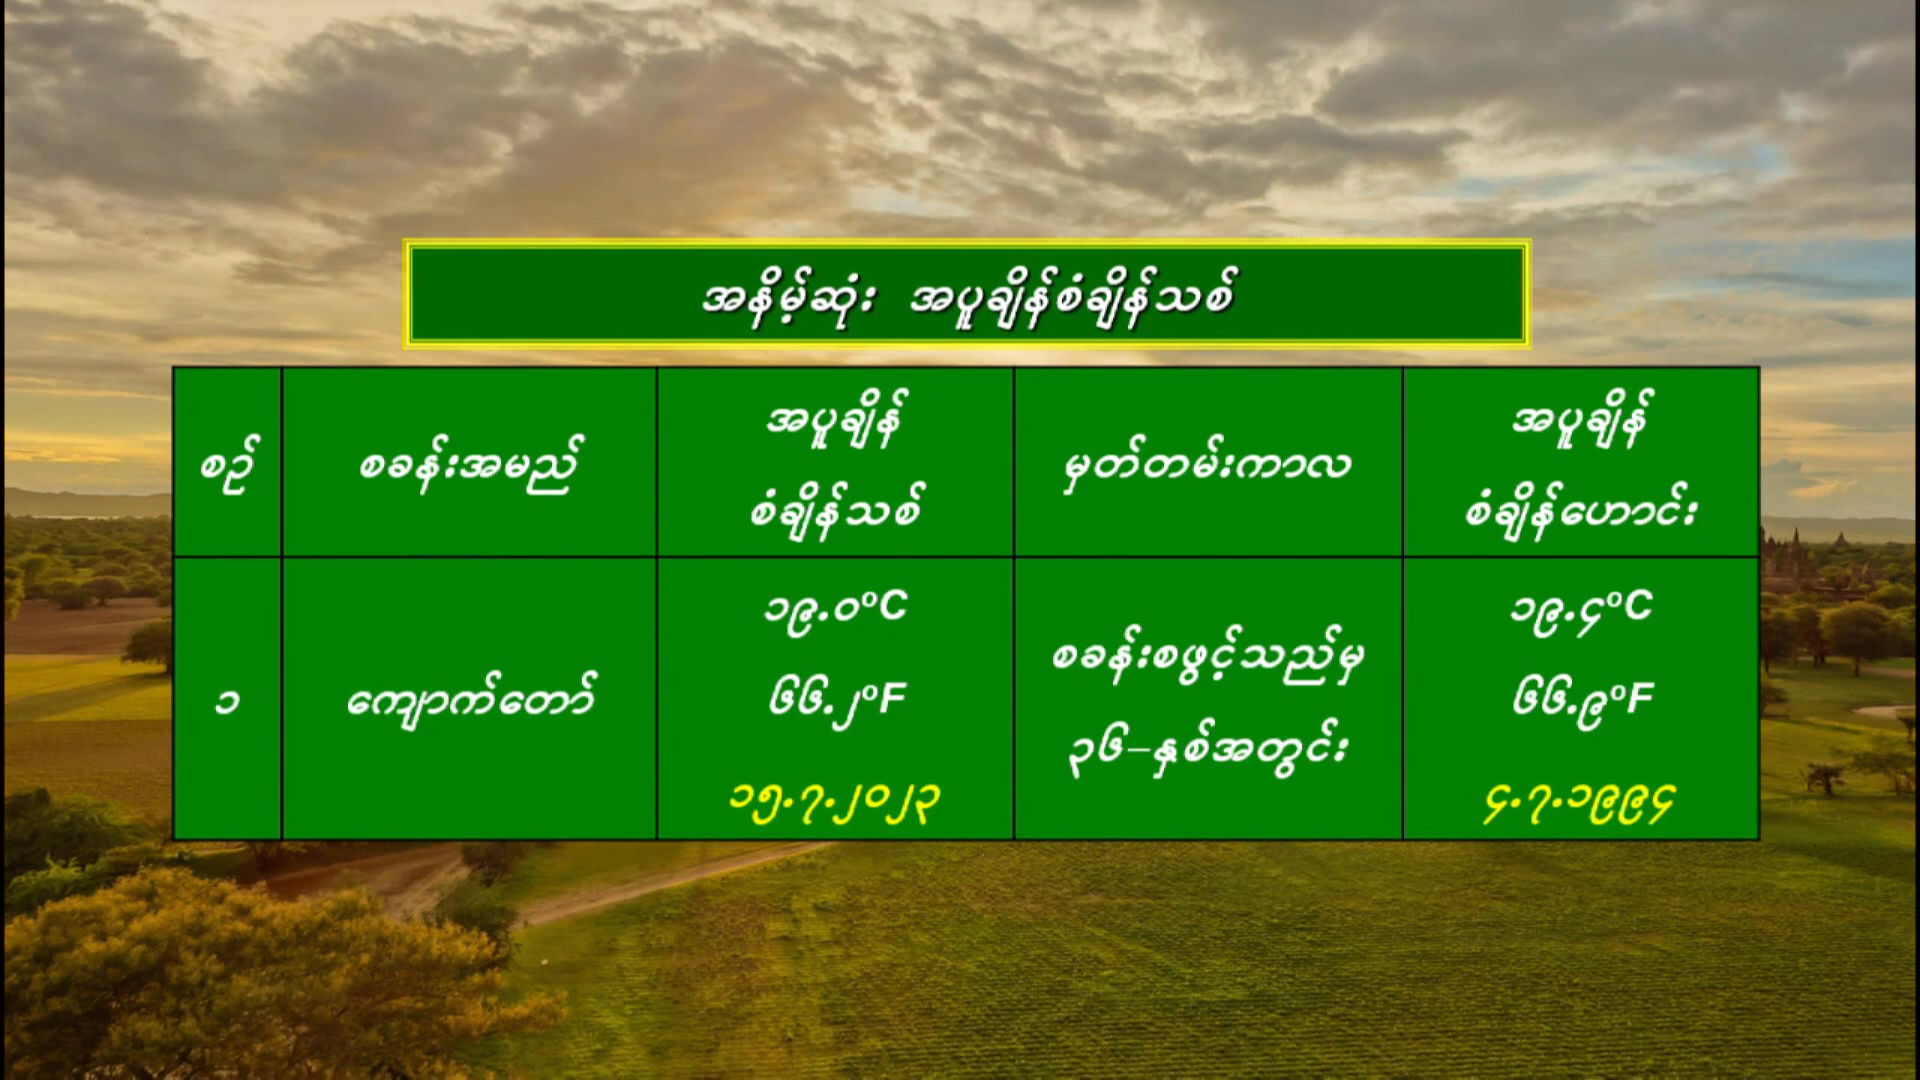 အနိမ့်ဆုံး အပူချိန်စံချိန်သစ်
စဉ်
စခန်းအမည်
အပူချိန်
စံချိန်သစ်
မှတ်တမ်းကာလ
အပူချိန်
စံချိန်ဟောင်း
၁
ကျောက်တော်
၁၉.၀°C
၆၆.၂°F
၁၅.၇.၂၀၂၃
စခန်းစဖွင့်သည်မှ
၃၆-နှစ်အတွင်း
၁၉.၄°C
၆၆.၉°F
၄.၇.၁၉၉၄